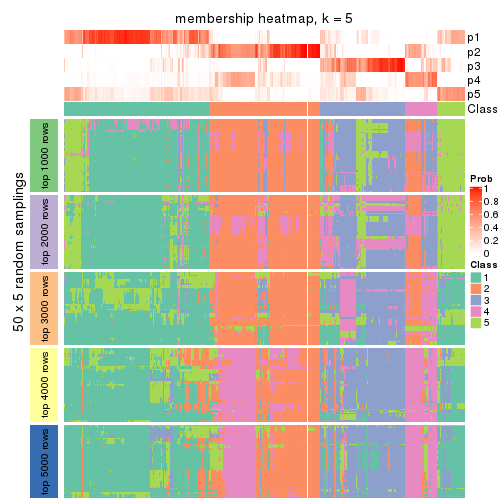 membership heatmap, k = 5
p1
p2
p3
p4
p5
Class
50 x 5 random samplings
top 1000 rows
top 2000 rows
top 3000 rows
top 4000 rows
top 5000 rows
Prob
1
0.8
0.6
0.4
0.2
0
Class
1
2
3
4
5